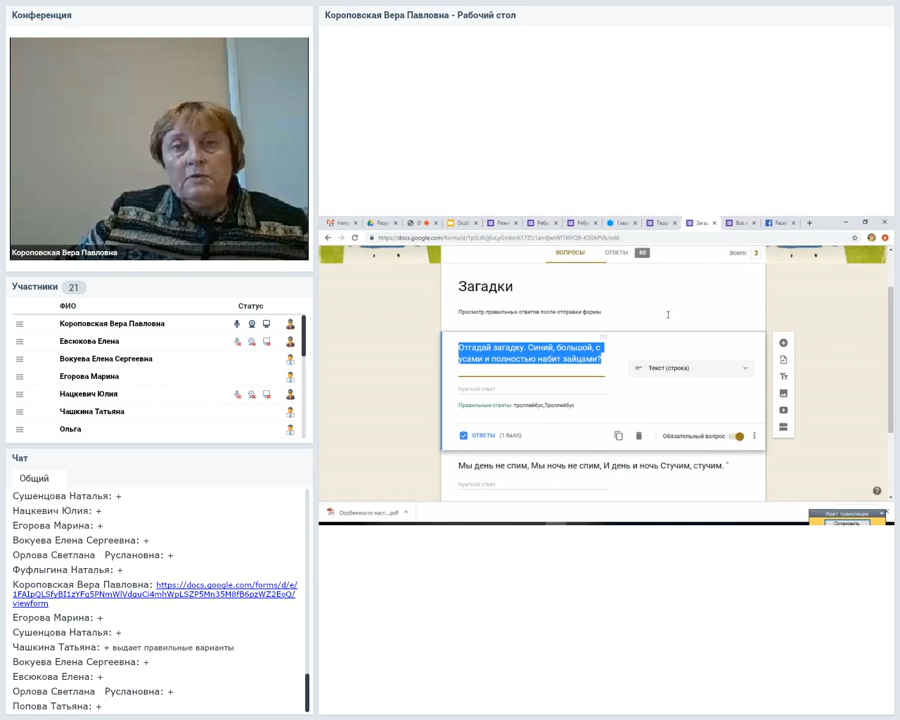 Конференция
Короповская Вера Павловна
Участники 21
ФИО Статус
Короповская Вера Павловна
Евсюкова Елена
Вокуева Елена Сергеевна
Егорова Марина
Нацкевич Юлия
Чашкина Татьяна
Ольга
Чат
Общий
Сушенцова Наталья: +
Нацкевич Юлия: +
Егорова Марина: +
Вокуева Елена Сергеевна: +
Орлова Светлана Руслановна: +
Фуфлыгина Наталья: +
Короповская Вера Павловна: https://docs.google.com/forms/d/e/
viewform
Егорова Марина: +
Сушенцова Наталья: +
Чашкина Татьяна: + выдает правильные варианты
Вокуева Елена Сергеевна: +
Евсюкова Елена: +
Орлова Светлана Руслановна: +
Попова Татьяна: +
Короповская Вера Павловна - Рабочий стол
ВОПРОСЫ ОТВЕТЫ 60 Всего: 3
Загадки
Просмотр правильных ответов после отправки формы
Отгадай загадку. Синий, большой, с
усами и полностью набит зайцами?
Текст (строка)
Краткий ответ
Правильные ответы: троллейбус,Троллейбус
ОТВЕТЫ (1 балл) Обязательный вопрос
Мы день не спим, Мы ночь не спим, И день и ночь Стучим, стучим. *
Краткий ответ
Особенности наст....pdf
Идет трансляция
Остановить